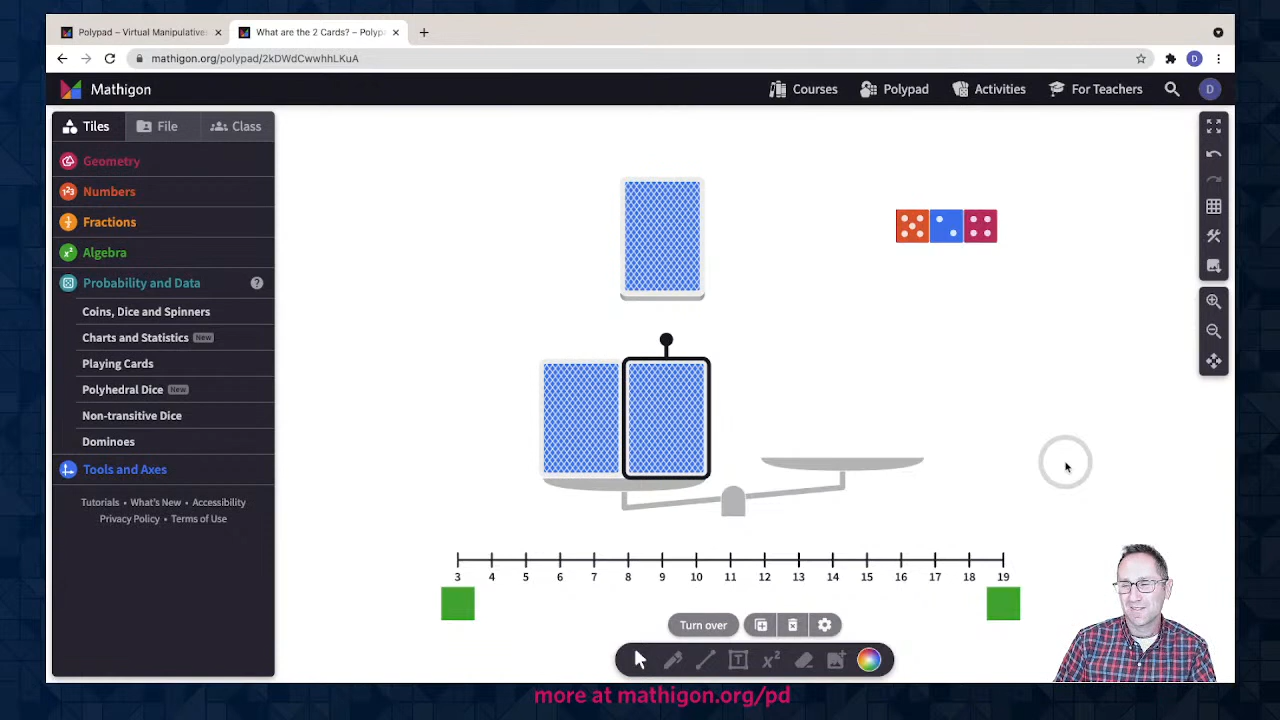 Polypad – Virtual Manipulatives
What are the 2 Cards? – Polypa
mathigon.org/polypad/2kDWdCwwhhLKuA
D
Mathigon
Courses
Polypad
Activities
For Teachers
D
Tiles
File
Class
Geometry
Numbers
Fractions
Algebra
Probability and Data
?
Coins, Dice and Spinners
Charts and Statistics New
Playing Cards
Polyhedral Dice New
Non-transitive Dice
Dominoes
Tools and Axes
Tutorials · What's New · Accessibility
Privacy Policy · Terms of Use
3 4 5 6 7 8 9 10 11 12 13 14 15 16 17 18 19
Turn over
T
x²
more at mathigon.org/pd